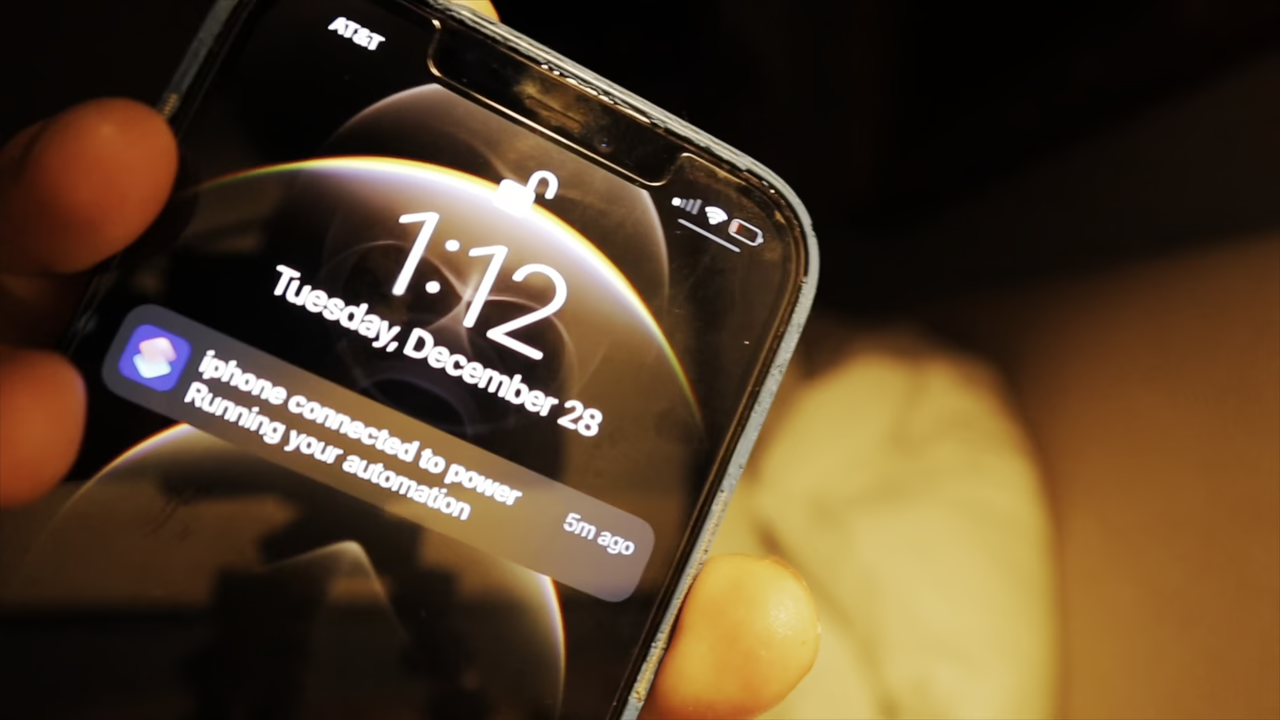 AT&T
1:12
Tuesday, December 28
iphone connected to power
Running your automation
5m ago